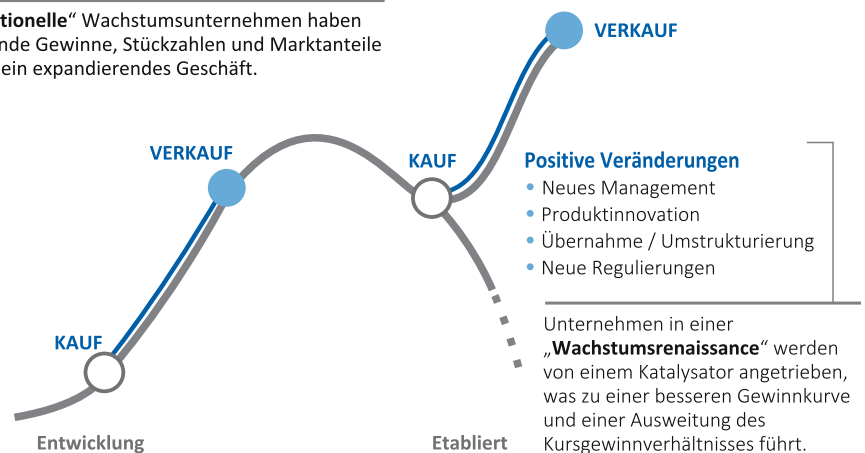 tionelle“ Wachstumsunternehmen haben
nde Gewinne, Stückzahlen und Marktanteile
ein expandierendes Geschäft.
VERKAUF
VERKAUF
KAUF
Positive Veränderungen
• Neues Management
• Produktinnovation
• Übernahme / Umstrukturierung
• Neue Regulierungen
KAUF
Unternehmen in einer
„Wachstumsrenaissance“ werden
von einem Katalysator angetrieben,
was zu einer besseren Gewinnkurve
und einer Ausweitung des
Kursgewinnverhältnisses führt.
Entwicklung
Etabliert